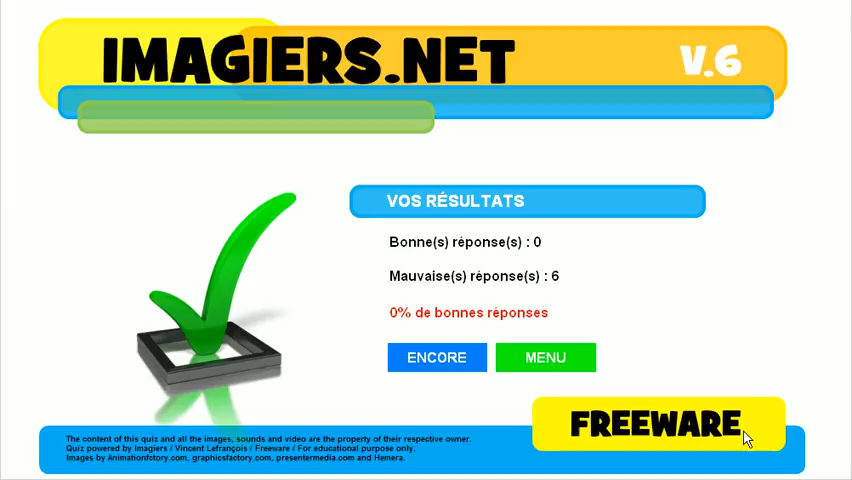 IMAGIERS.NET
V.6
VOS RÉSULTATS
Bonne(s) réponse(s) : 0
Mauvaise(s) réponse(s) : 6
0% de bonnes réponses
ENCORE
MENU
FREEWARE
The content of this quiz and all the images, sounds and video are the property of their respective owner.
Quiz powered by Imagiers / Vincent Lefrançois / Freeware / For educational purpose only.
Images by Animationfctory.com, graphicsfactory.com, presentermedia.com and Hemera.